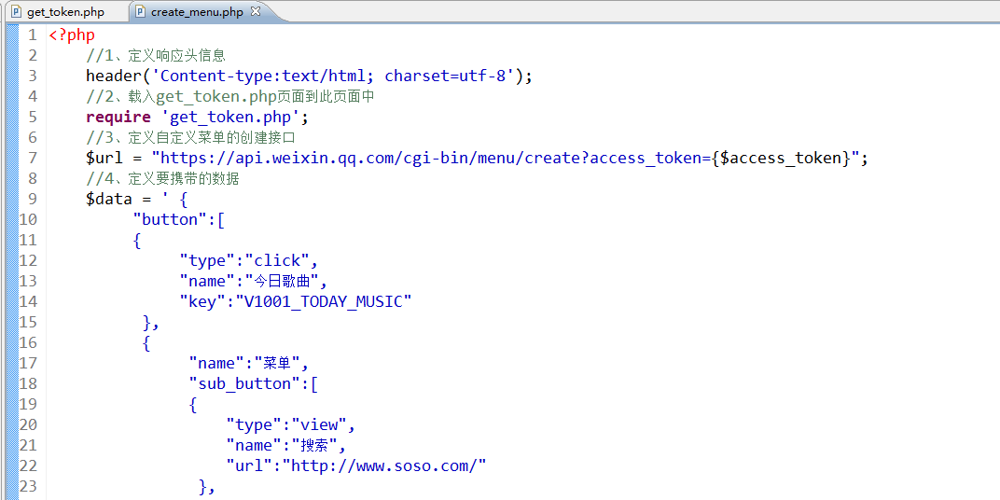 get_token.php create_menu.php
1 <?php
2 //1、定义响应头信息
3 header('Content-type:text/html; charset=utf-8');
4 //2、载入get_token.php页面到此页面中
5 require 'get_token.php';
6 //3、定义自定义菜单的创建接口
7 $url = "https://api.weixin.qq.com/cgi-bin/menu/create?access_token={$access_token}";
8 //4、定义要携带的数据
9 $data = ' {
10 "button":[
11 {
12 "type":"click",
13 "name":"今日歌曲",
14 "key":"V1001_TODAY_MUSIC"
15 },
16 {
17 "name":"菜单",
18 "sub_button":[
19 {
20 "type":"view",
21 "name":"搜索",
22 "url":"http://www.soso.com/"
23 },